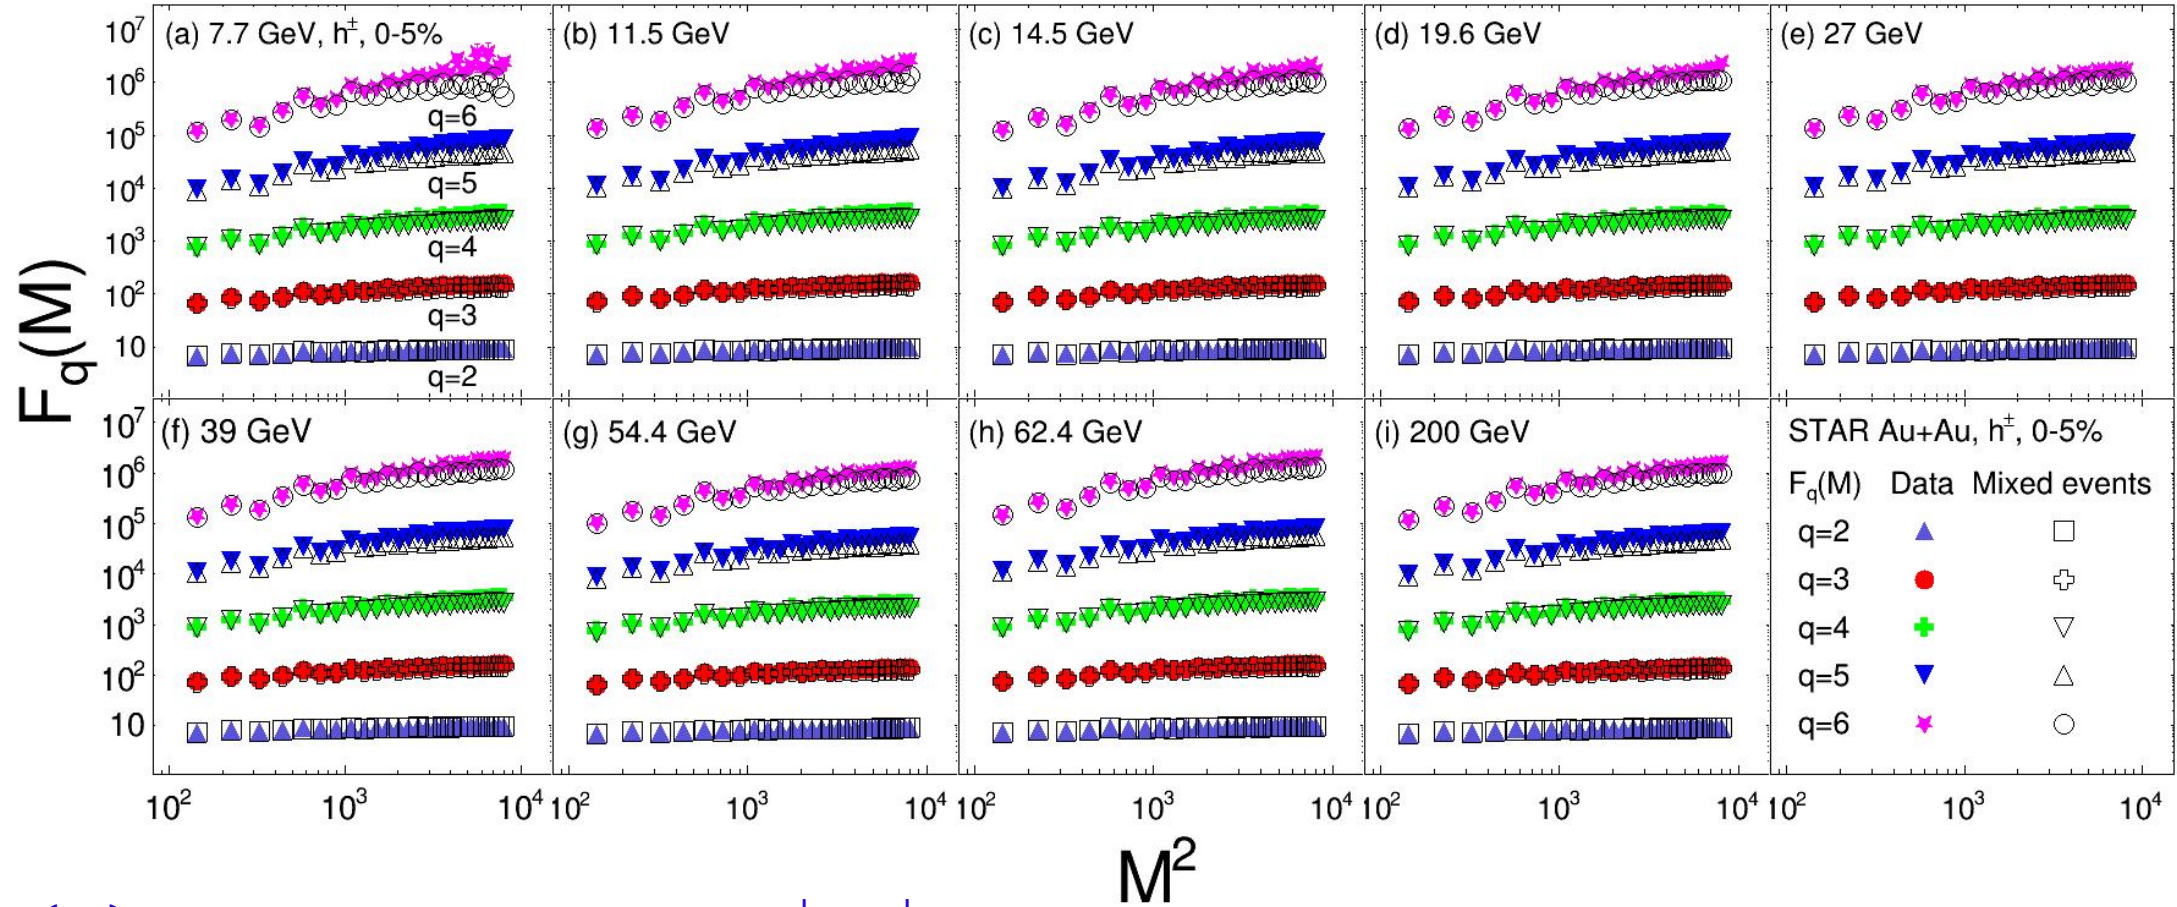 F_q(M)
10^7
10^6
10^5
10^4
10^3
10^2
10
(a) 7.7 GeV, h^±, 0-5%
q=6
q=5
q=4
q=3
q=2
(b) 11.5 GeV
(c) 14.5 GeV
(d) 19.6 GeV
(e) 27 GeV
10^7
10^6
10^5
10^4
10^3
10^2
10
(f) 39 GeV
(g) 54.4 GeV
(h) 62.4 GeV
(i) 200 GeV
STAR Au+Au, h^±, 0-5%
F_q(M) Data Mixed events
q=2
q=3
q=4
q=5
q=6
10^2 10^3 10^4 10^2 10^3 10^4 10^2 10^3 10^4 10^2 10^3 10^4 10^2 10^3 10^4
M^2